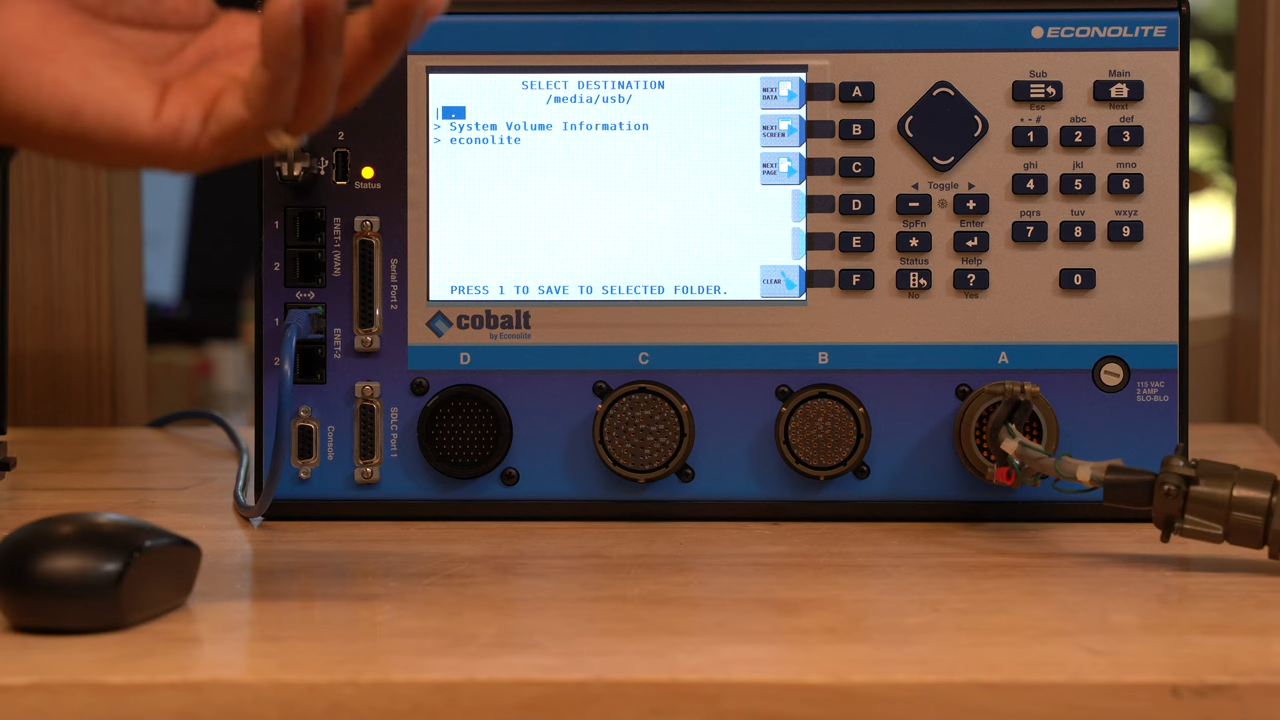 ECONOLITE
SELECT DESTINATION
/media/usb/
.
> System Volume Information
> econolite
PRESS 1 TO SAVE TO SELECTED FOLDER.
NEXT DATA
NEXT SCREEN
NEXT PAGE
CLEAR
A
B
C
D
E
F
Sub
Esc
Main
Next
* - #
1
abc
2
def
3
ghi
4
jkl
5
mno
6
pqrs
7
tuv
8
wxyz
9
0
Toggle
−
+
SpFn
*
Enter
Status
No
Help
?
Yes
2
Status
1
2
ENET-1 (WAN)
1
2
ENET-2
Serial Port 2
Console
SDLC Port 1
cobalt
by Econolite
D
C
B
A
115 VAC
2 AMP
SLO-BLO